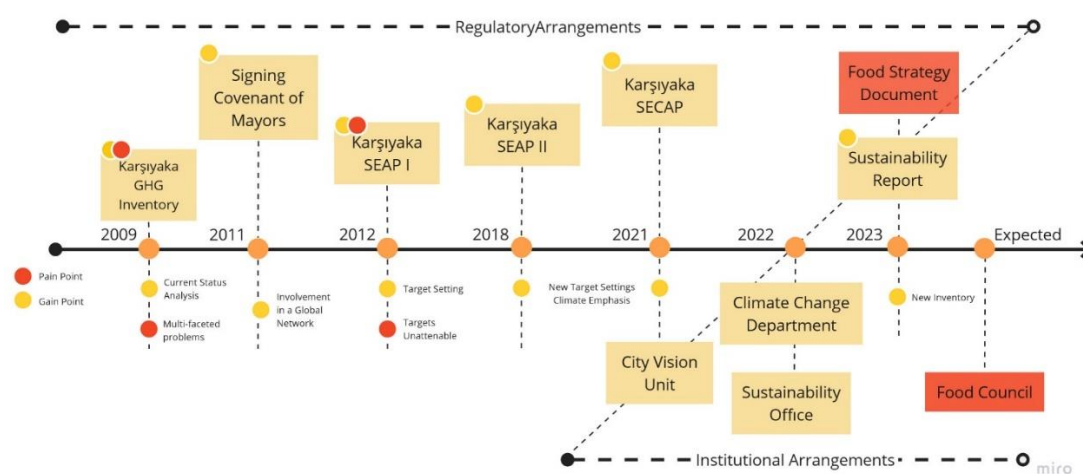 RegulatoryArrangements
Signing
Covenant of
Mayors
Karşıyaka
SECAP
Food Strategy
Document
Karşıyaka
GHG
Inventory
Karşıyaka
SEAP I
Karşıyaka
SEAP II
Sustainability
Report
2009
2011
2012
2018
2021
2022
2023
Expected
Pain Point
Gain Point
Current Status
Analysis
Multi-faceted
problems
Involvement
in a Global
Network
Target Setting
Targets
Unattenable
New Target Settings
Climate Emphasis
New Inventory
Climate Change
Department
City Vision
Unit
Sustainability
Office
Food Council
Institutional Arrangements
miro